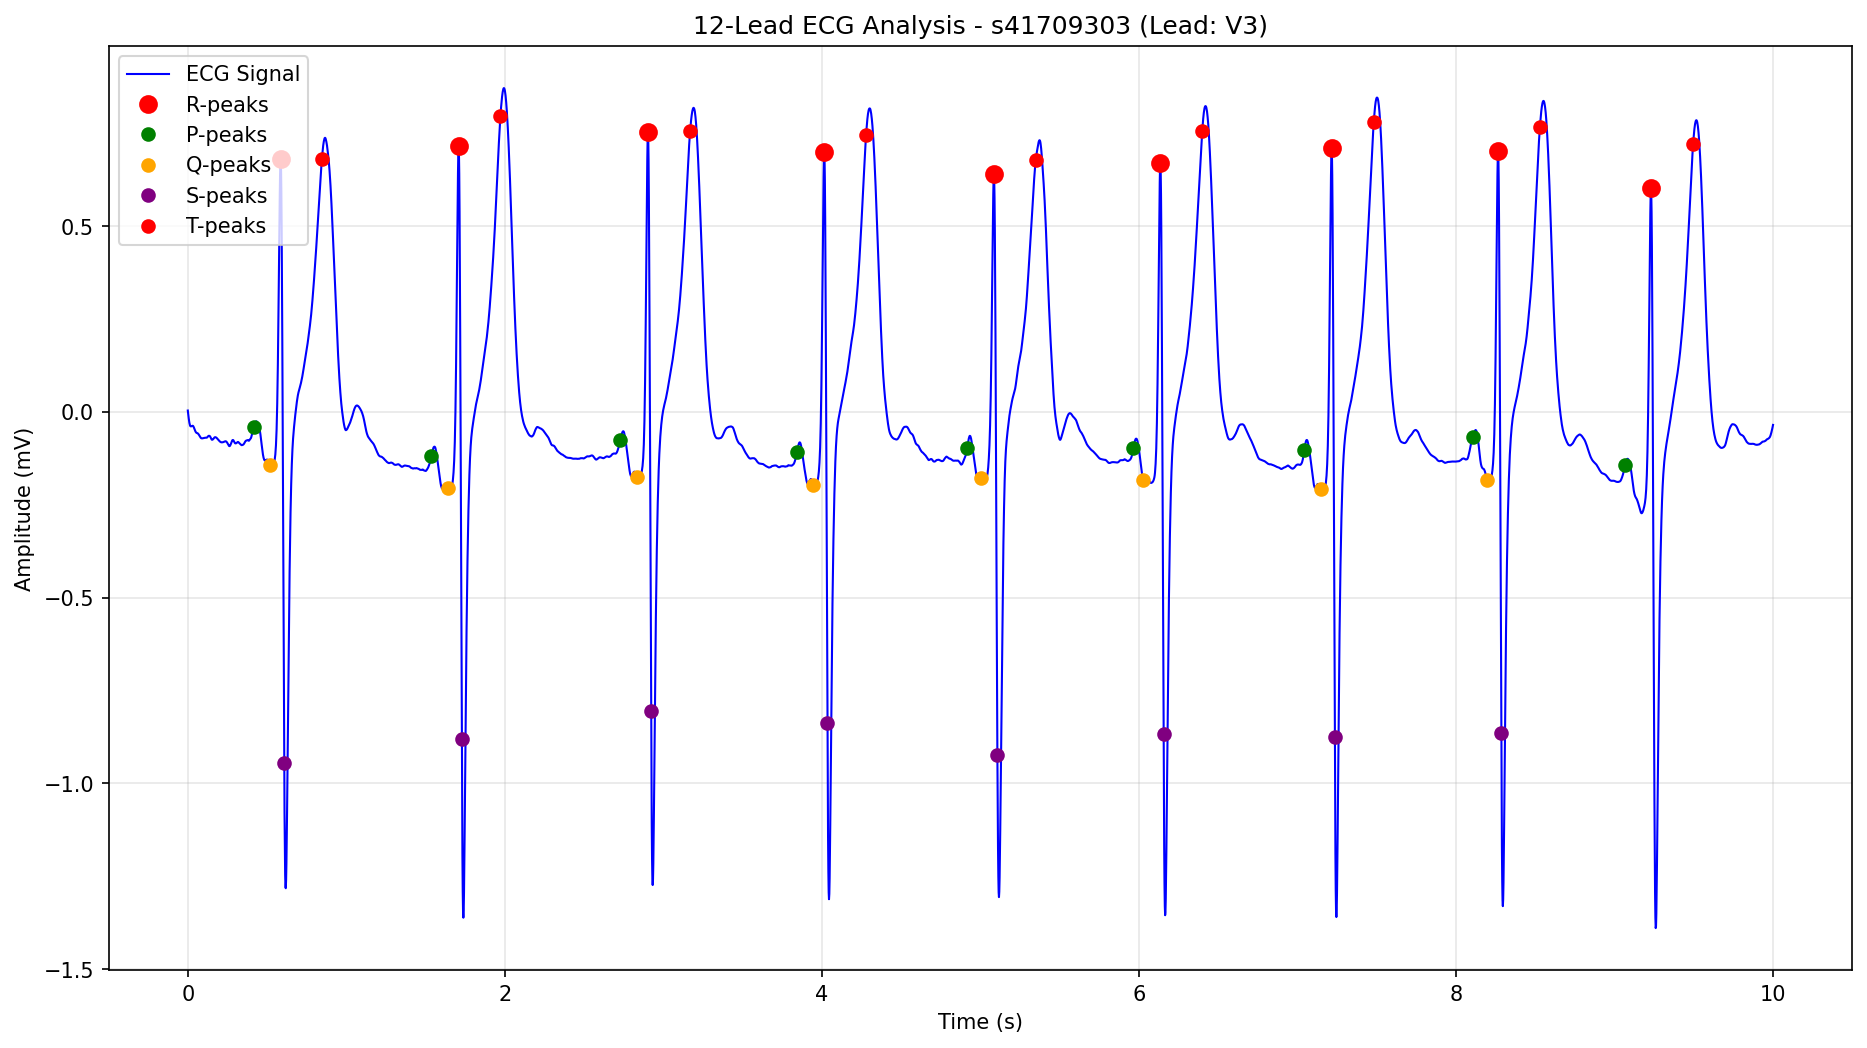 12-Lead ECG Analysis - s41709303 (Lead: V3)
ECG Signal
R-peaks
P-peaks
Q-peaks
S-peaks
T-peaks
0.5
0.0
−0.5
−1.0
−1.5
Amplitude (mV)
0 2 4 6 8 10
Time (s)